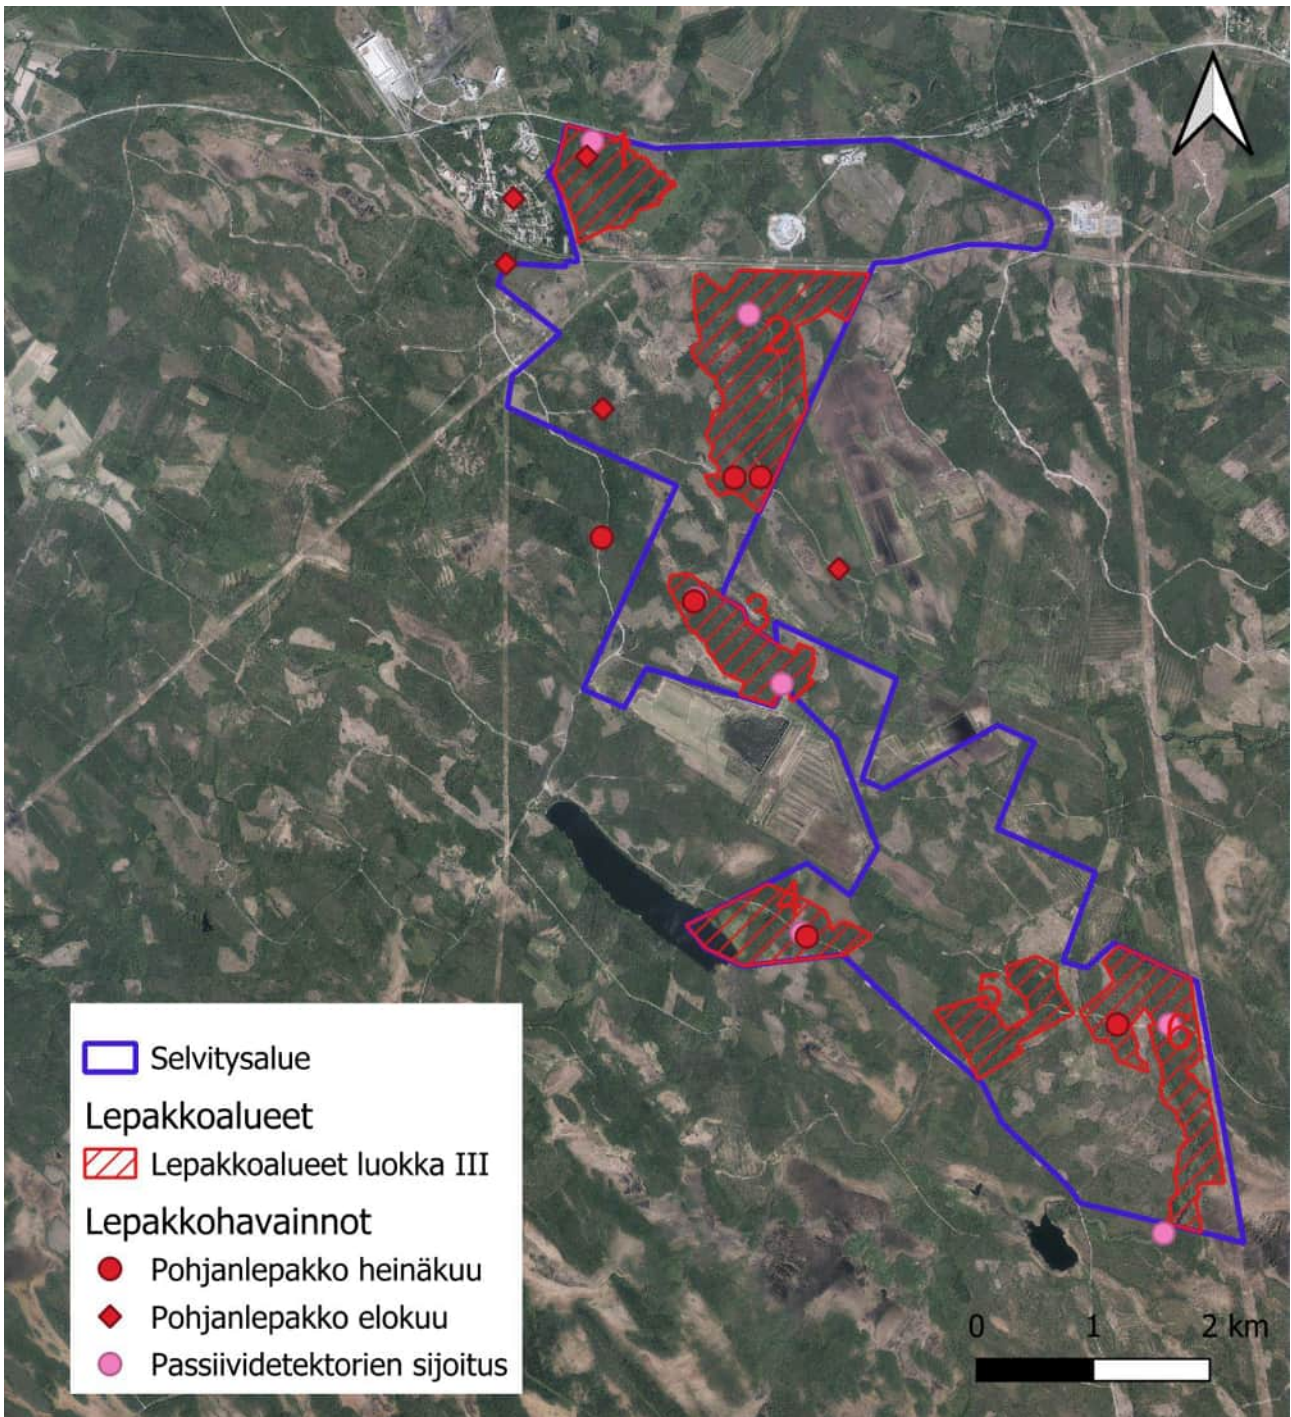 1
2
3
4
5
6
Selvitysalue
Lepakkoalueet
Lepakkoalueet luokka III
Lepakkohavainnot
Pohjanlepakko heinäkuu
Pohjanlepakko elokuu
Passiividetektorien sijoitus
0 1 2 km